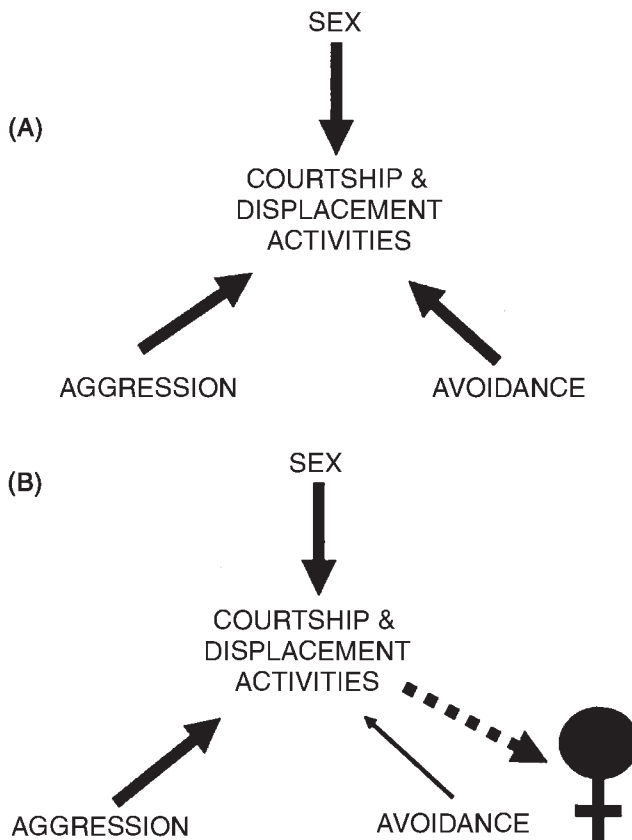 SEX
(A)
COURTSHIP &
DISPLACEMENT
ACTIVITIES
AGGRESSION
AVOIDANCE
SEX
(B)
COURTSHIP &
DISPLACEMENT
ACTIVITIES
AGGRESSION
AVOIDANCE